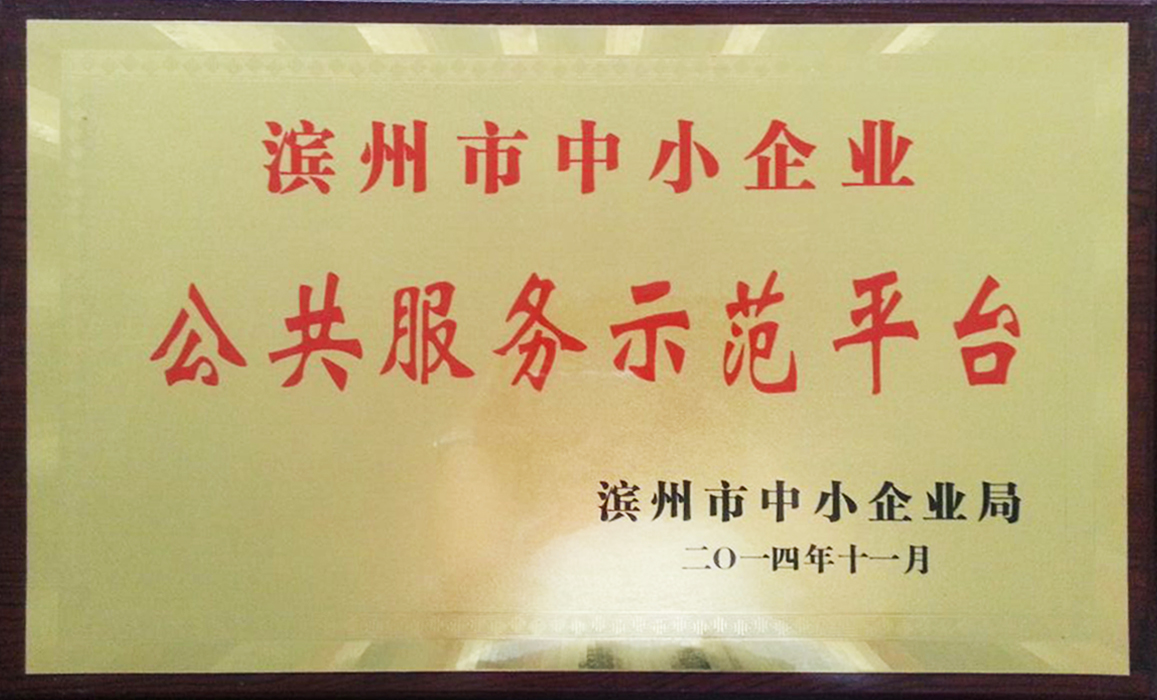 滨州市中小企业
公共服务示范平台
滨州市中小企业局
二〇一四年十一月